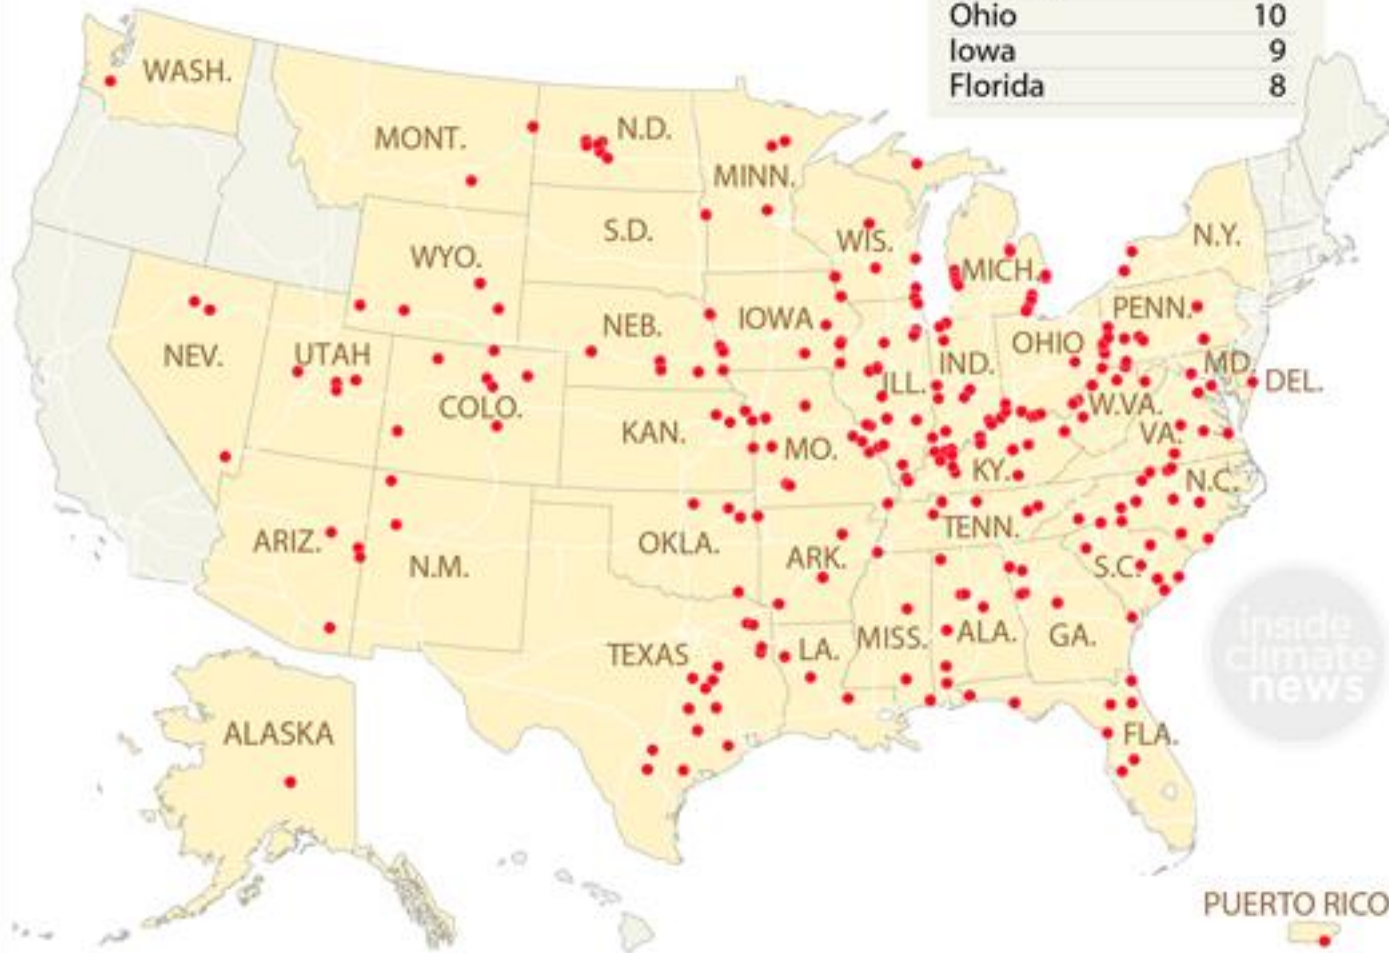 Ohio 10
Iowa 9
Florida 8
WASH.
MONT.
N.D.
MINN.
S.D.
WIS.
N.Y.
WYO.
MICH.
PENN.
NEB.
IOWA
OHIO
NEV.
UTAH
IND.
ILL.
MD.
DEL.
COLO.
W.VA.
KAN.
MO.
VA.
KY.
N.C.
ARIZ.
N.M.
OKLA.
ARK.
TENN.
S.C.
TEXAS
LA.
MISS.
ALA.
GA.
inside
climate
news
ALASKA
FLA.
PUERTO RICO